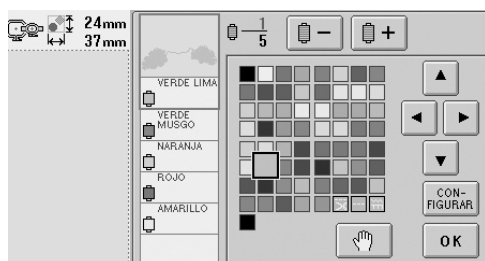 24mm
37mm
1
5
VERDE LIMA
VERDE
MUSGO
NARANJA
ROJO
AMARILLO
CON-
FIGURAR
OK